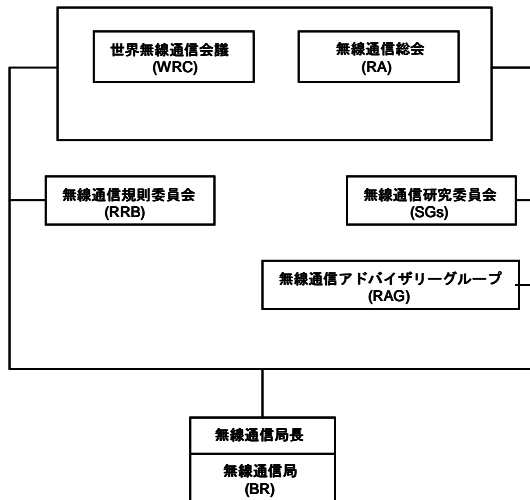 世界無線通信会議
(WRC)
無線通信総会
(RA)
無線通信規則委員会
(RRB)
無線通信研究委員会
(SGs)
無線通信アドバイザリーグループ
(RAG)
無線通信局長
無線通信局
(BR)